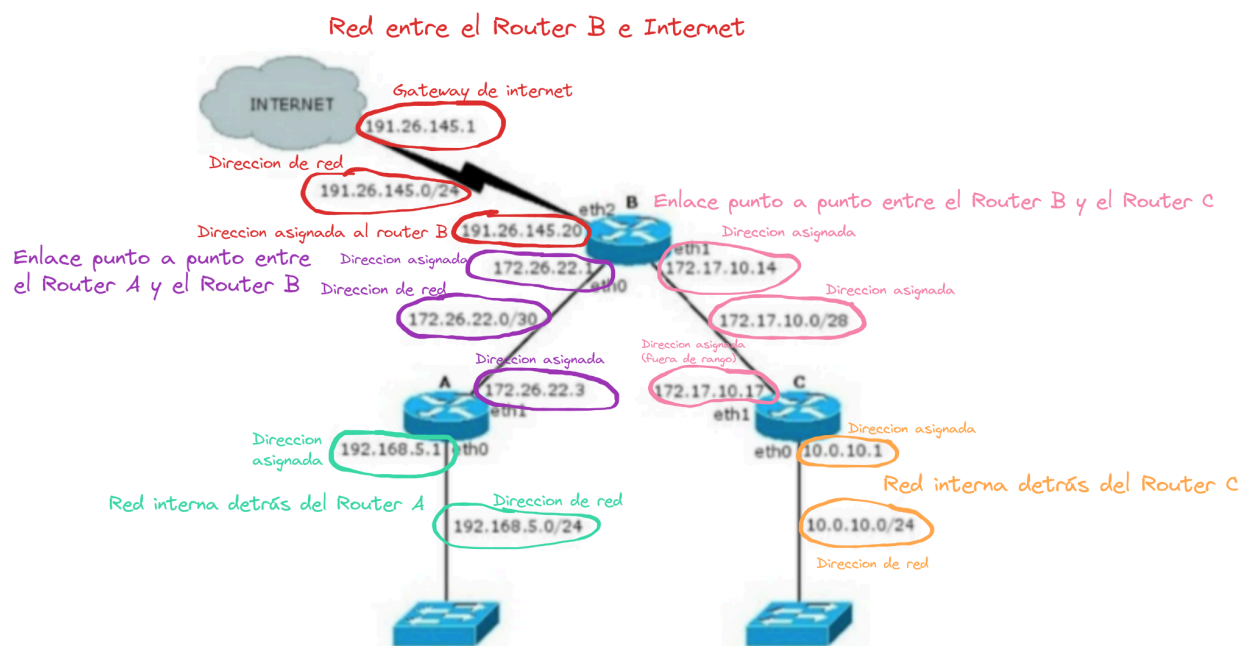 Red entre el Router B e Internet
Gateway de internet
INTERNET
191.26.145.1
Direccion de red
191.26.145.0/24
eth2
B
Enlace punto a punto entre el Router B y el Router C
Direccion asignada al router B
191.26.145.20
Direccion asignada
eth1
Enlace punto a punto entre
el Router A y el Router B
Direccion asignada
172.26.22.1
172.17.10.14
eth0
Direccion de red
172.26.22.0/30
Direccion asignada
172.17.10.0/28
Direccion asignada
Direccion asignada
(fuera de rango)
A
172.26.22.3
eth1
172.17.10.17
C
eth1
Direccion
asignada
192.168.5.1
eth0
Direccion asignada
eth0
10.0.10.1
Red interna detrás del Router A
Direccion de red
192.168.5.0/24
Red interna detrás del Router C
10.0.10.0/24
Direccion de red